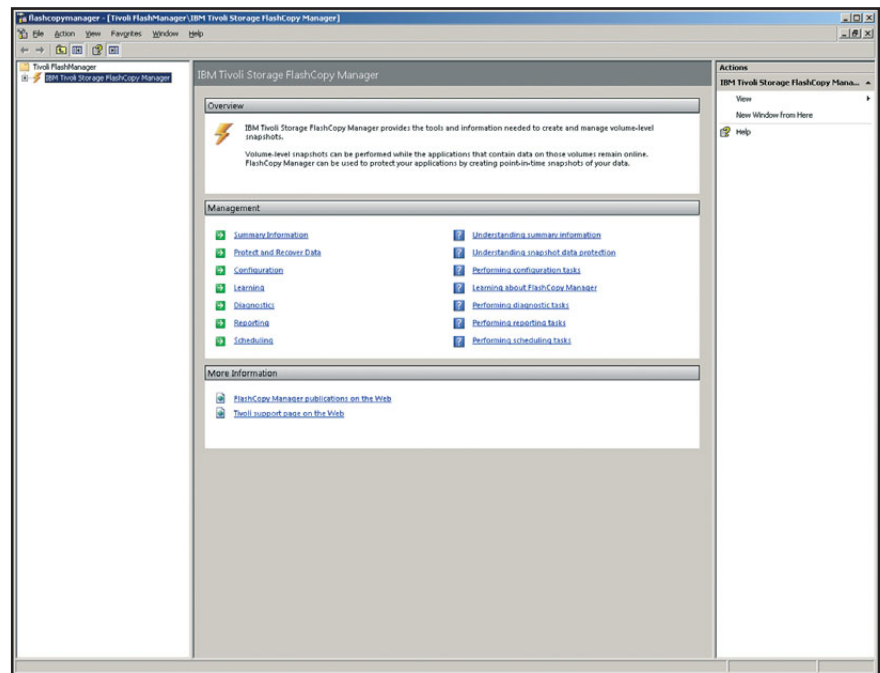 flashcopymanager - [Tivoli FlashManager\IBM Tivoli Storage FlashCopy Manager]
File Action View Favorites Window Help
Tivoli FlashManager
IBM Tivoli Storage FlashCopy Manager
IBM Tivoli Storage FlashCopy Manager
Overview
IBM Tivoli Storage FlashCopy Manager provides the tools and information needed to create and manage volume-level
snapshots.
Volume-level snapshots can be performed while the applications that contain data on those volumes remain online.
FlashCopy Manager can be used to protect your applications by creating point-in-time snapshots of your data.
Management
Summary Information
Understanding summary information
Protect and Recover Data
Understanding snapshot data protection
Configuration
Performing configuration tasks
Learning
Learning about FlashCopy Manager
Diagnostics
Performing diagnostic tasks
Reporting
Performing reporting tasks
Scheduling
Performing scheduling tasks
More Information
FlashCopy Manager publications on the Web
Tivoli support page on the Web
Actions
IBM Tivoli Storage FlashCopy Mana...
View
New Window from Here
Help